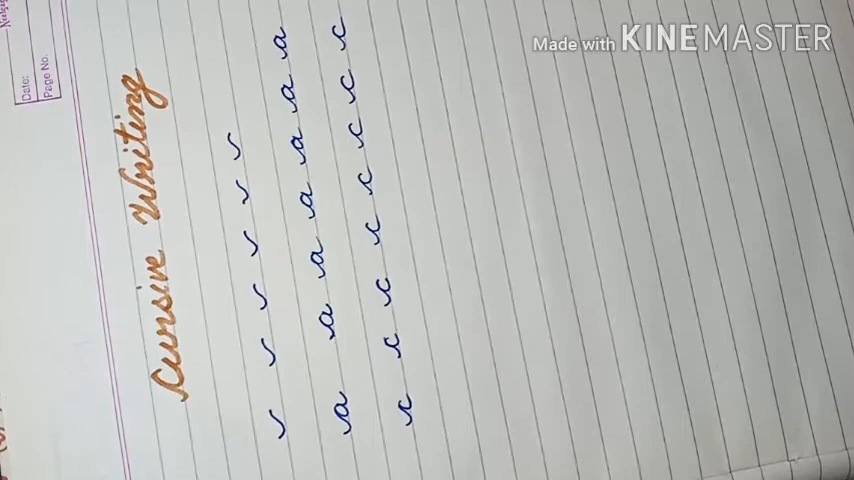 Date:
Page No.
Cursive Writing
a a a a a a a
c c c c c c c c
Made with KINEMASTER